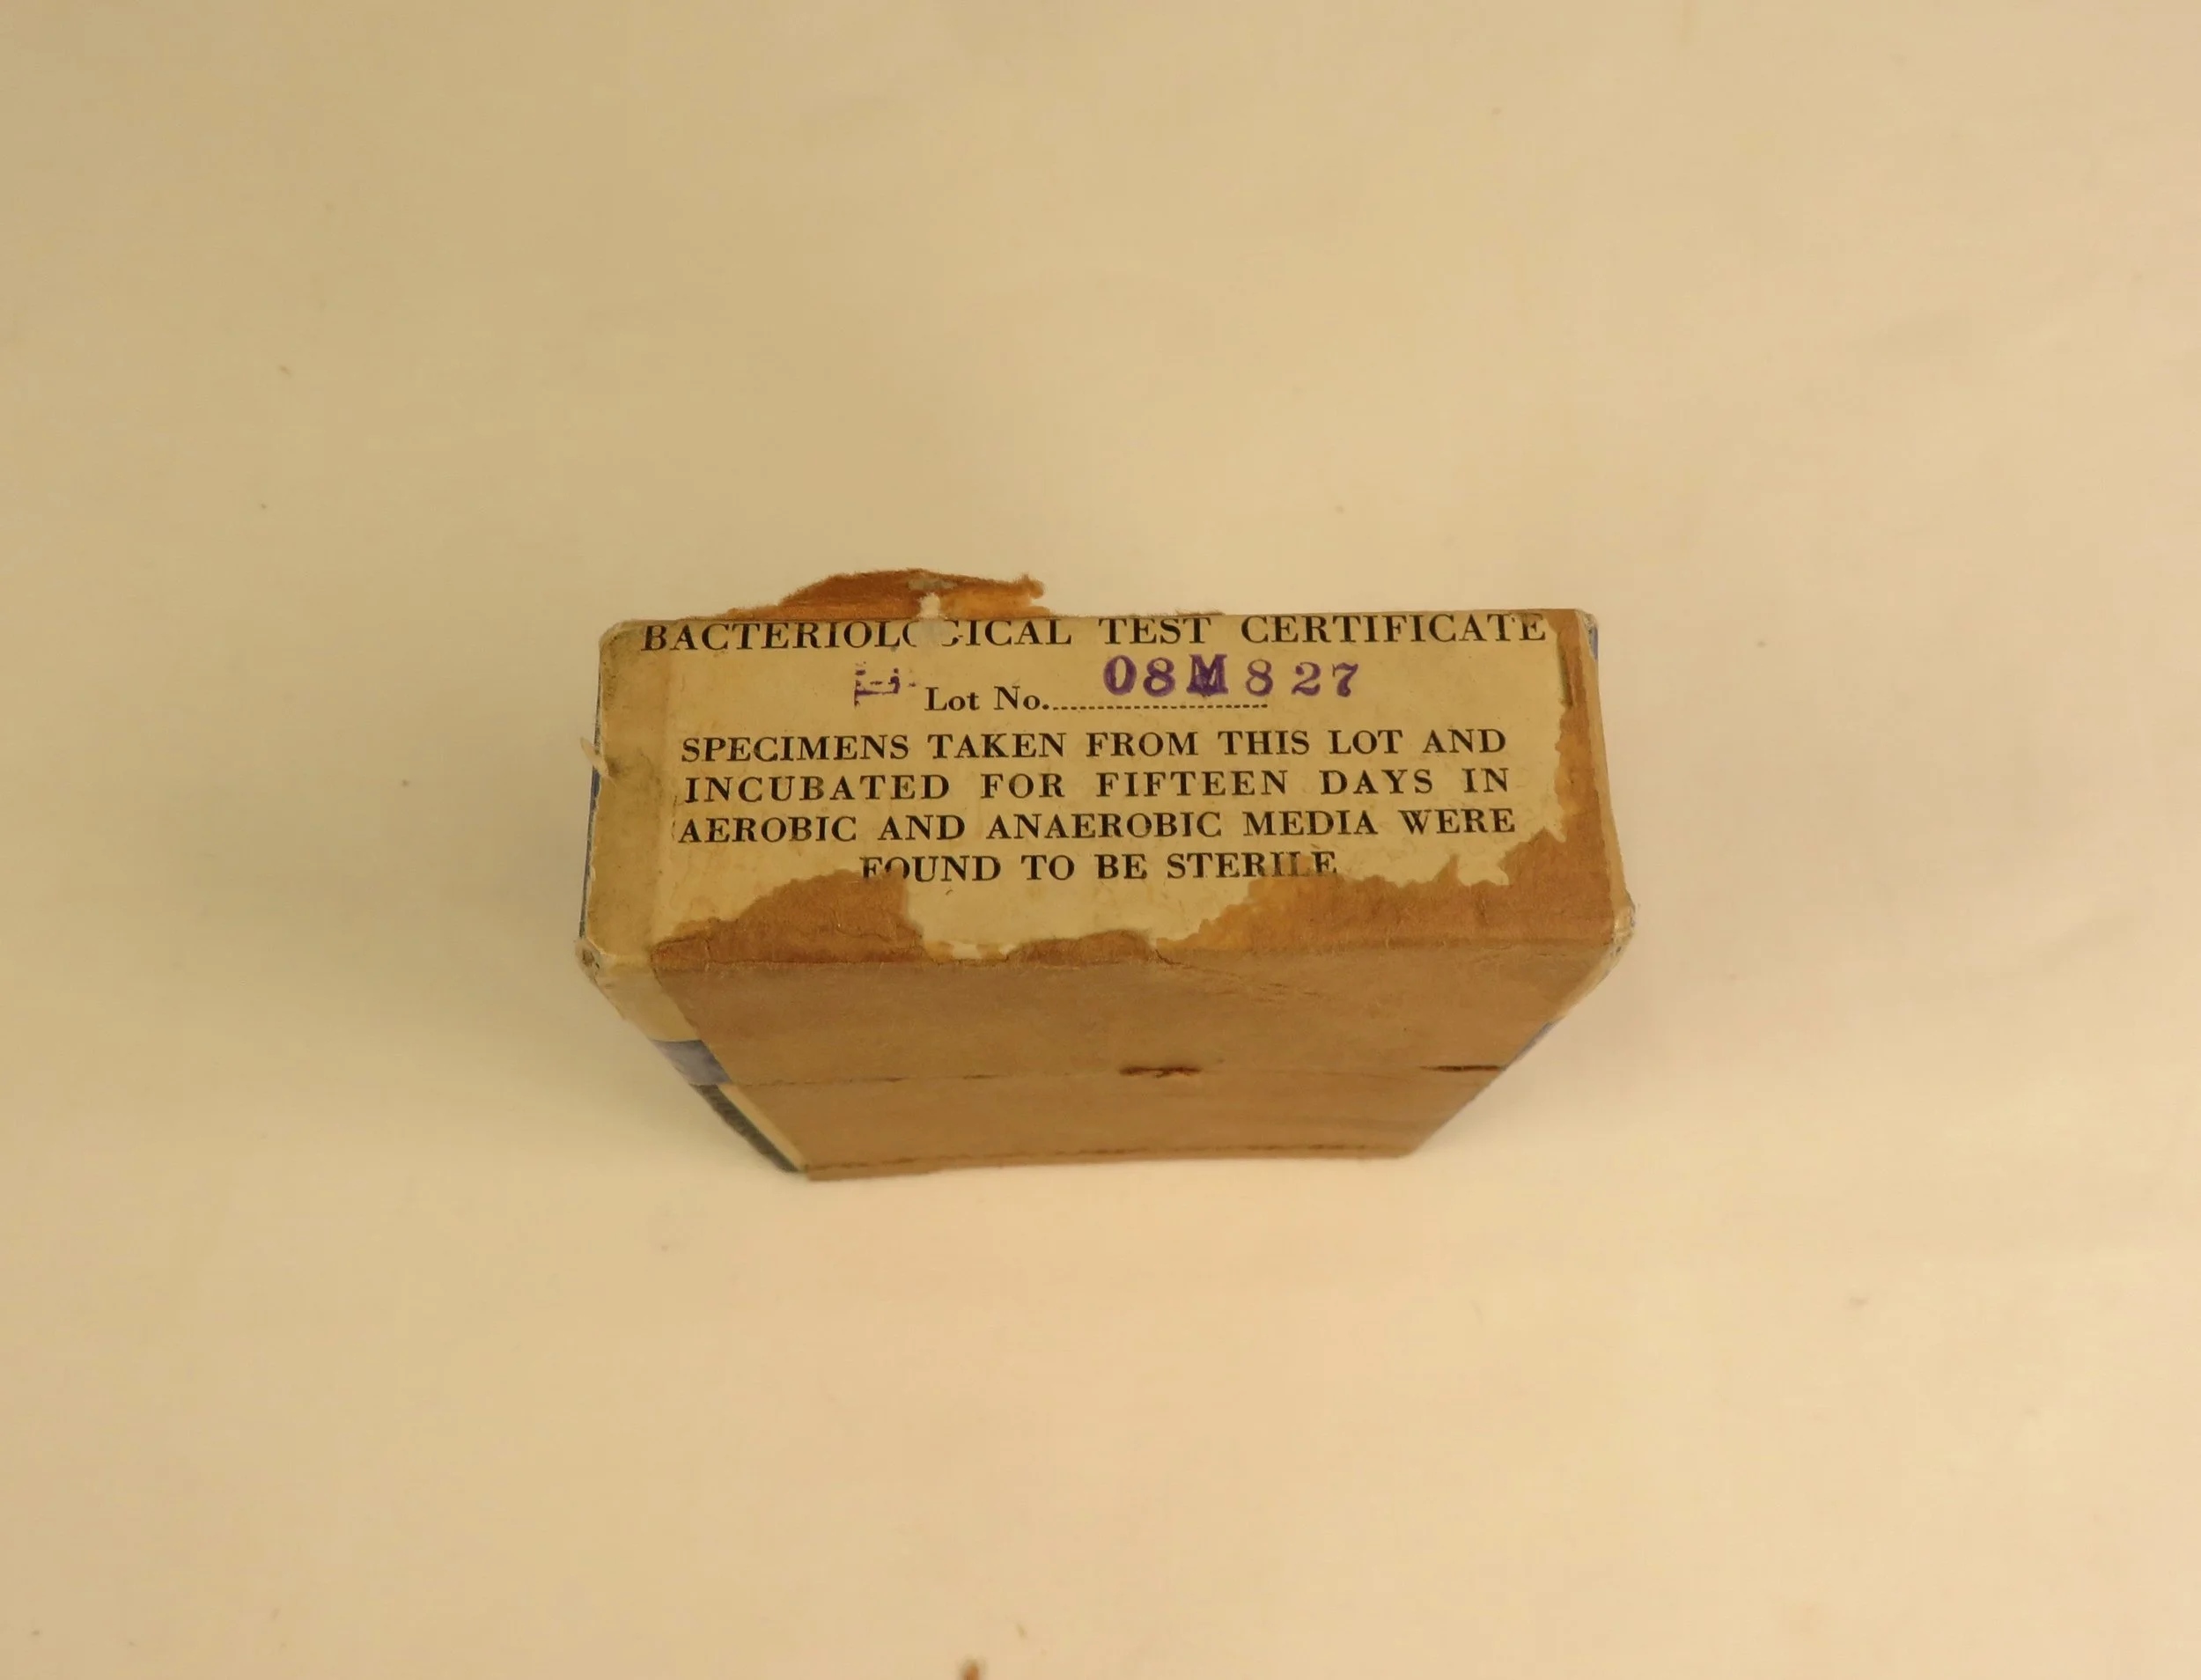 BACTERIOLOGICAL TEST CERTIFICATE
Lot No. 08M827
SPECIMENS TAKEN FROM THIS LOT AND
INCUBATED FOR FIFTEEN DAYS IN
AEROBIC AND ANAEROBIC MEDIA WERE
FOUND TO BE STERILE